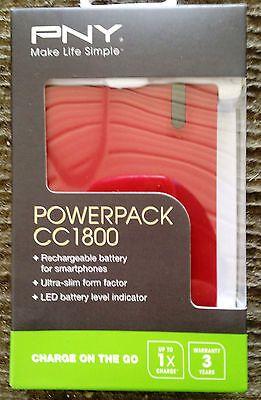 PNY
Make Life Simple™
POWERPACK
CC1800
+ Rechargeable battery
for smartphones
+ Ultra-slim form factor
+ LED battery level indicator
CHARGE ON THE GO
UP TO
1x
CHARGE*
WARRANTY
3
YEARS